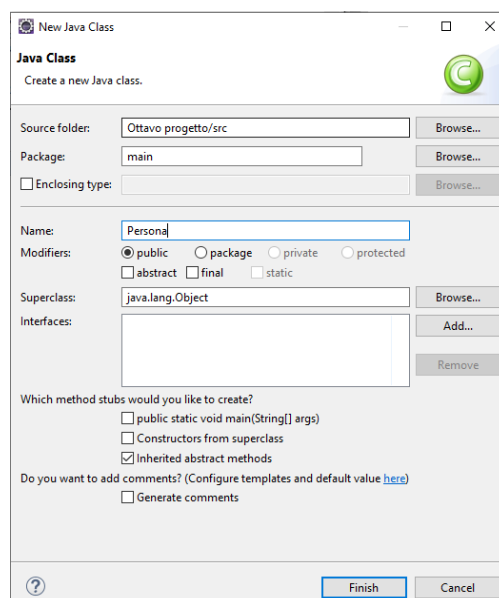 New Java Class
Java Class
Create a new Java class.
C
Source folder: Ottavo progetto/src Browse...
Package: main Browse...
Enclosing type: Browse...
Name: Persona
Modifiers: public package private protected
abstract final static
Superclass: java.lang.Object Browse...
Interfaces: Add...
Remove
Which method stubs would you like to create?
public static void main(String[] args)
Constructors from superclass
Inherited abstract methods
Do you want to add comments? (Configure templates and default value here)
Generate comments
? Finish Cancel